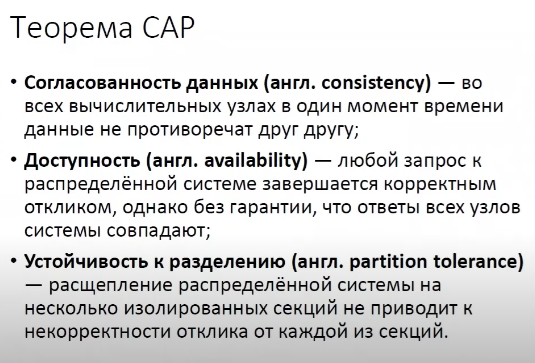 Теорема CAP
• Согласованность данных (англ. consistency) — во
всех вычислительных узлах в один момент времени
данные не противоречат друг другу;
• Доступность (англ. availability) — любой запрос к
распределённой системе завершается корректным
откликом, однако без гарантии, что ответы всех узлов
системы совпадают;
• Устойчивость к разделению (англ. partition tolerance)
— расщепление распределённой системы на
несколько изолированных секций не приводит к
некорректности отклика от каждой из секций.